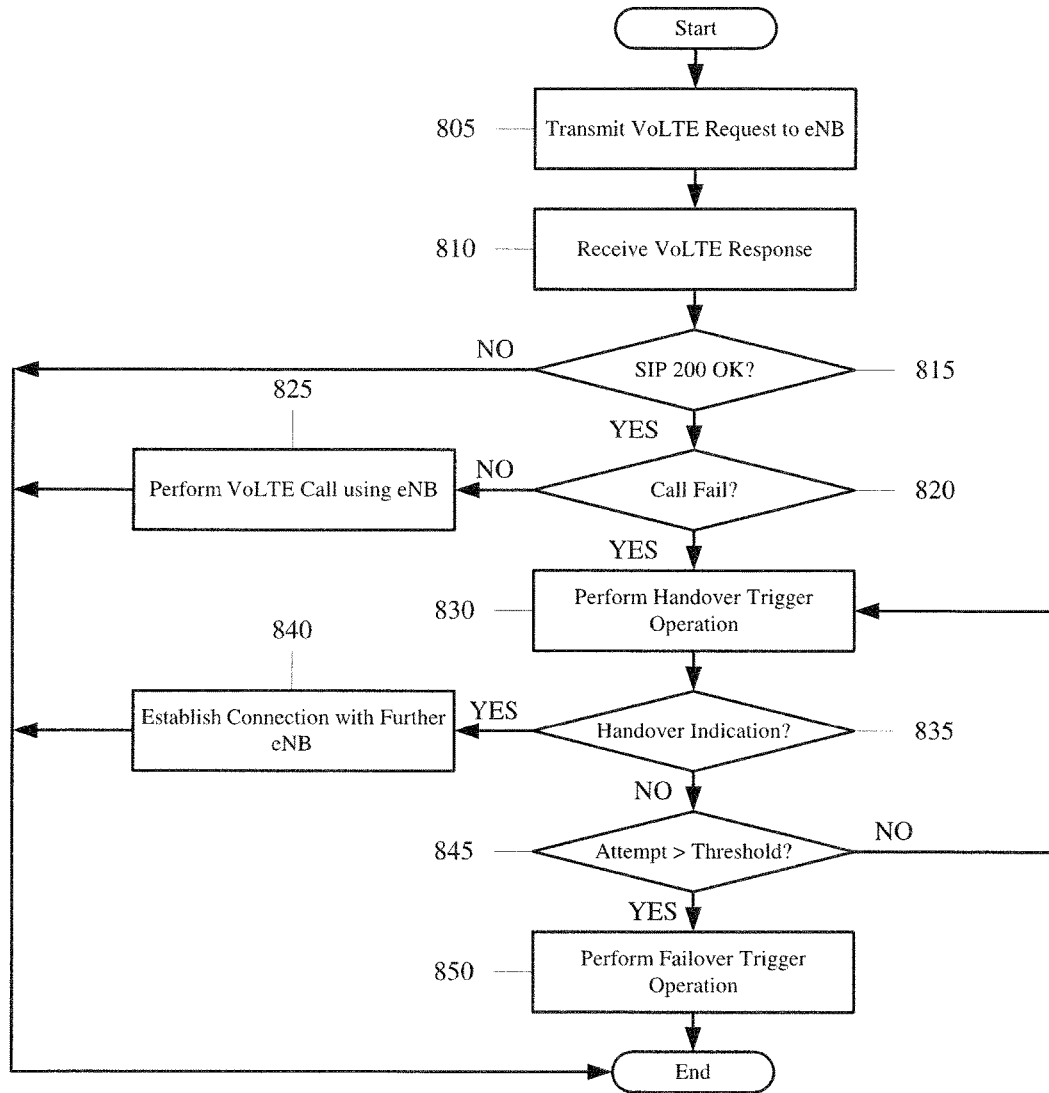 Start
805
Transmit VoLTE Request to eNB
810
Receive VoLTE Response
NO
SIP 200 OK?
815
825
YES
Perform VoLTE Call using eNB
NO
Call Fail?
820
YES
830
Perform Handover Trigger
Operation
840
Establish Connection with Further
eNB
YES
Handover Indication?
835
NO
845
Attempt > Threshold?
NO
YES
850
Perform Failover Trigger
Operation
End